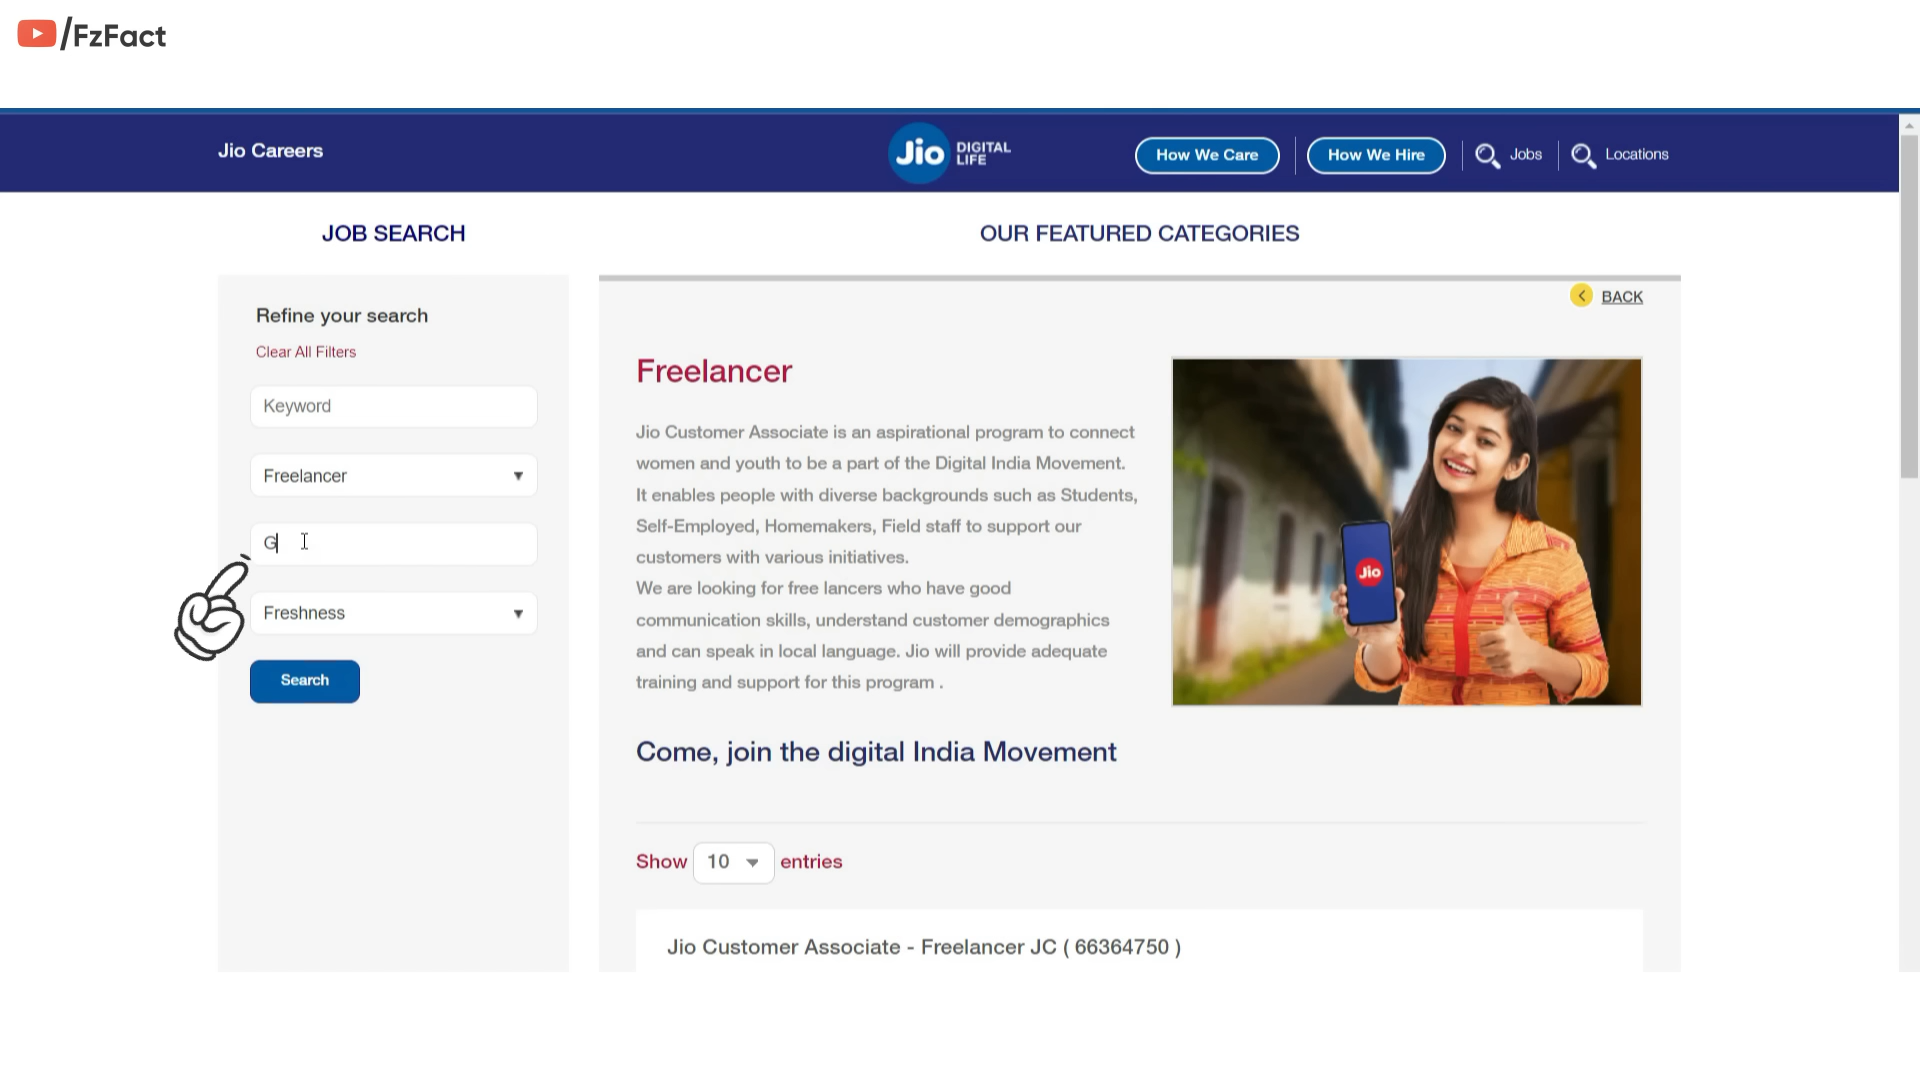 /FzFact
Jio Careers
Jio DIGITAL LIFE
How We Care
How We Hire
Jobs
Locations
JOB SEARCH
OUR FEATURED CATEGORIES
Refine your search
Clear All Filters
Keyword
Freelancer
G
Freshness
Search
BACK
Freelancer
Jio Customer Associate is an aspirational program to connect
women and youth to be a part of the Digital India Movement.
It enables people with diverse backgrounds such as Students,
Self-Employed, Homemakers, Field staff to support our
customers with various initiatives.
We are looking for free lancers who have good
communication skills, understand customer demographics
and can speak in local language. Jio will provide adequate
training and support for this program .
Jio
Come, join the digital India Movement
Show 10 entries
Jio Customer Associate - Freelancer JC ( 66364750 )